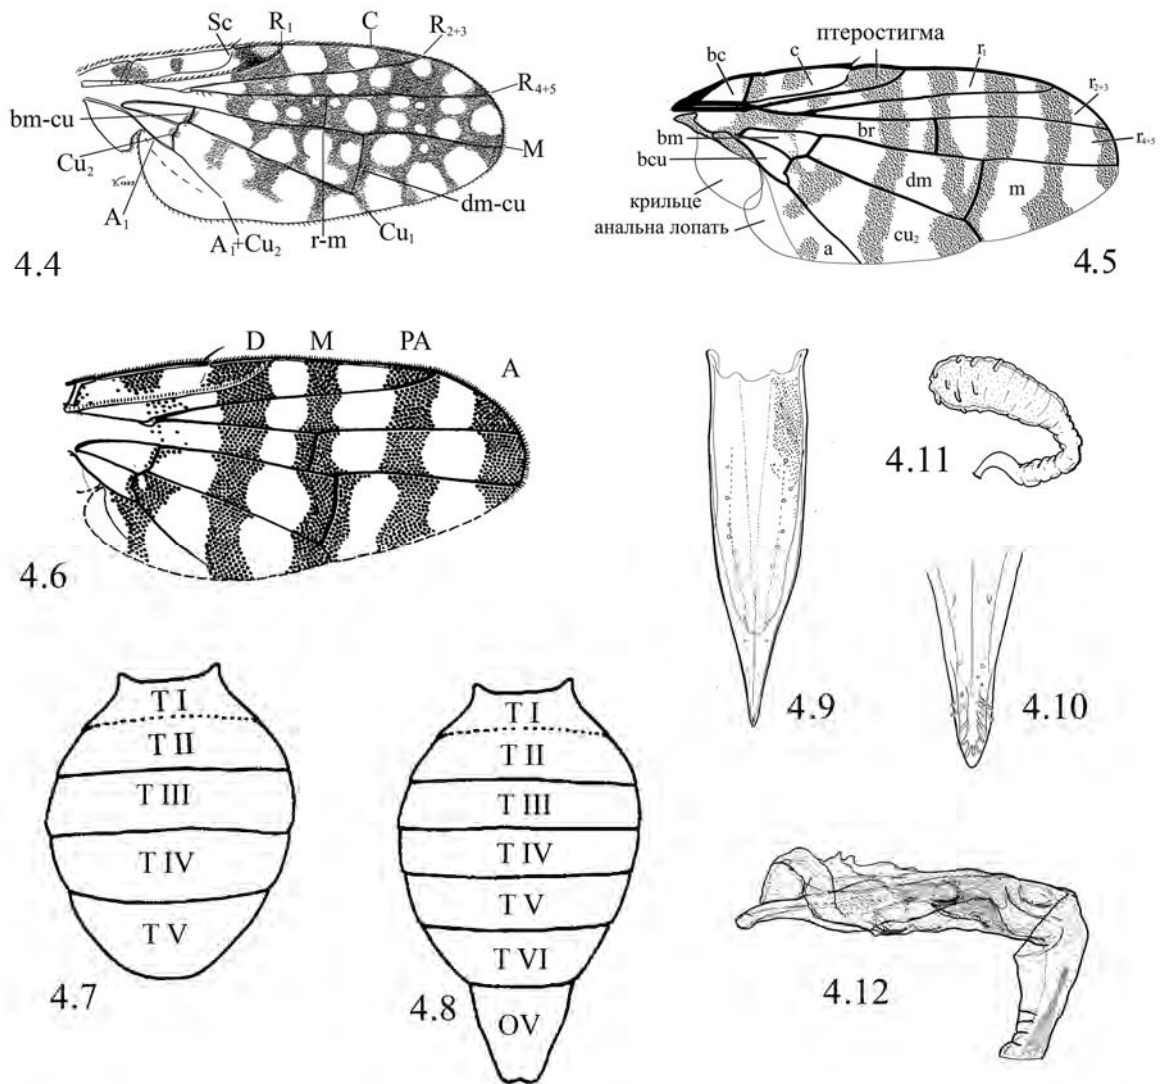 Sc R₁ C R₂₊₃
R₄₊₅
bm-cu
M
Cu₂
dm-cu
A₁
A₁+Cu₂ r-m Cu₁
4.4
птеростигма
bc c r₁
r₂₊₃
bm br r₄₊₅
bcu
dm m
крильце
анальна лопать
cu₂
a
4.5
D M PA A
4.6
4.11
4.9
4.10
T I
T II
T III
T IV
T V
4.7
T I
T II
T III
T IV
T V
T VI
OV
4.8
4.12